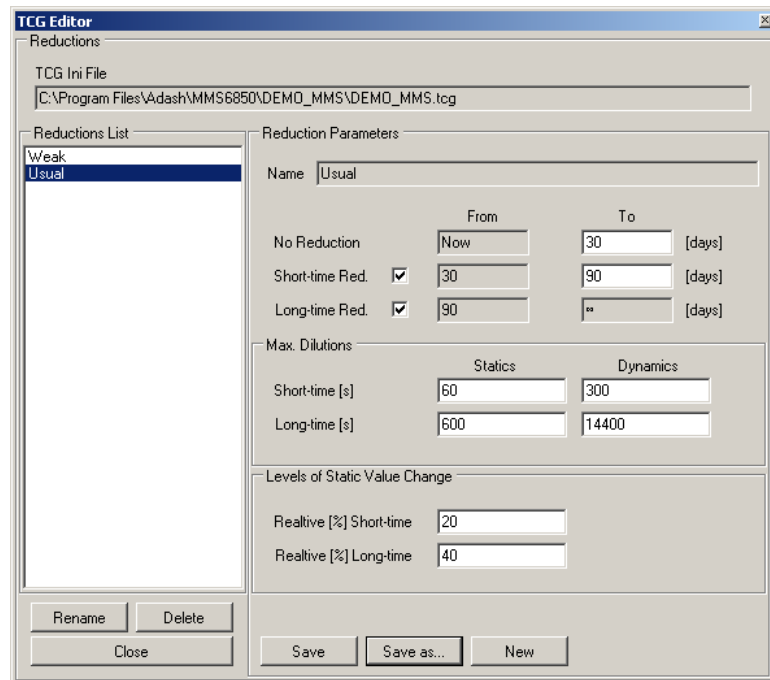 TCG Editor
Reductions
TCG Ini File
C:\Program Files\Adash\MMS6850\DEMO_MMS\DEMO_MMS.tcg
Reductions List
Weak
Usual
Rename Delete
Close
Reduction Parameters
Name Usual
From To
No Reduction Now 30 [days]
Short-time Red. 30 90 [days]
Long-time Red. 90 ∞ [days]
Max. Dilutions
Statics Dynamics
Short-time [s] 60 300
Long-time [s] 600 14400
Levels of Static Value Change
Realtive [%] Short-time 20
Realtive [%] Long-time 40
Save Save as... New